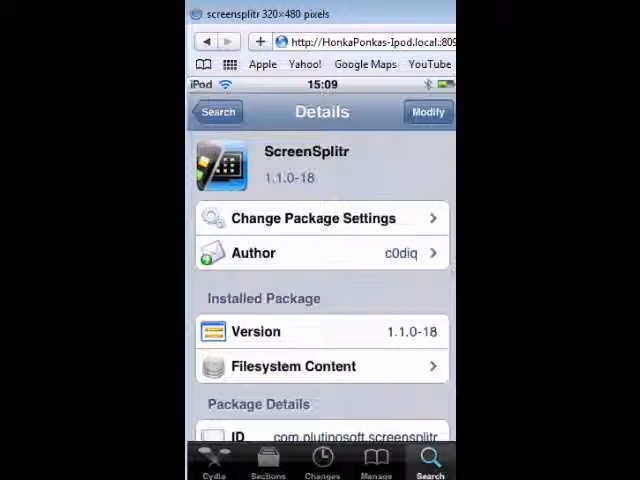 screensplitr 320×480 pixels
http://HonkaPonkas-Ipod.local.:809
Apple Yahoo! Google Maps YouTube
iPod 15:09
Search Details Modify
ScreenSplitr
1.1.0-18
Change Package Settings
Author c0diq
Installed Package
Version 1.1.0-18
Filesystem Content
Package Details
ID com.plutinosoft.screensplitr
Cydia Sections Changes Manage Search